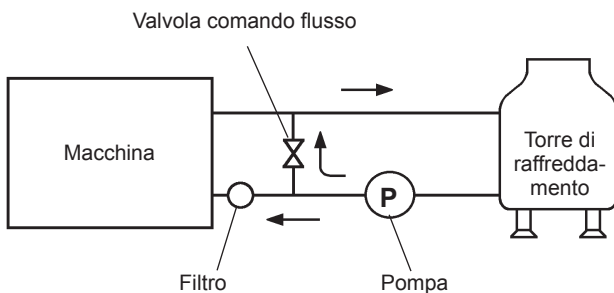 Valvola comando flusso
Macchina
Torre di
raffredda-
mento
P
Filtro
Pompa